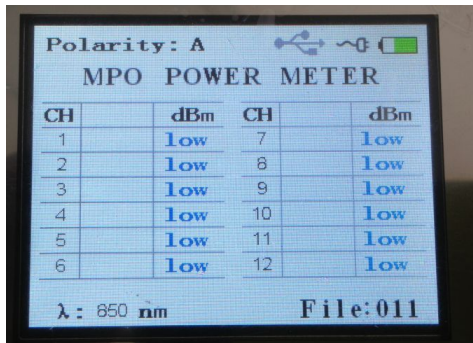 Polarity: A
MPO POWER METER
CH dBm CH dBm
1 low 7 low
2 low 8 low
3 low 9 low
4 low 10 low
5 low 11 low
6 low 12 low
λ: 850 nm File:011